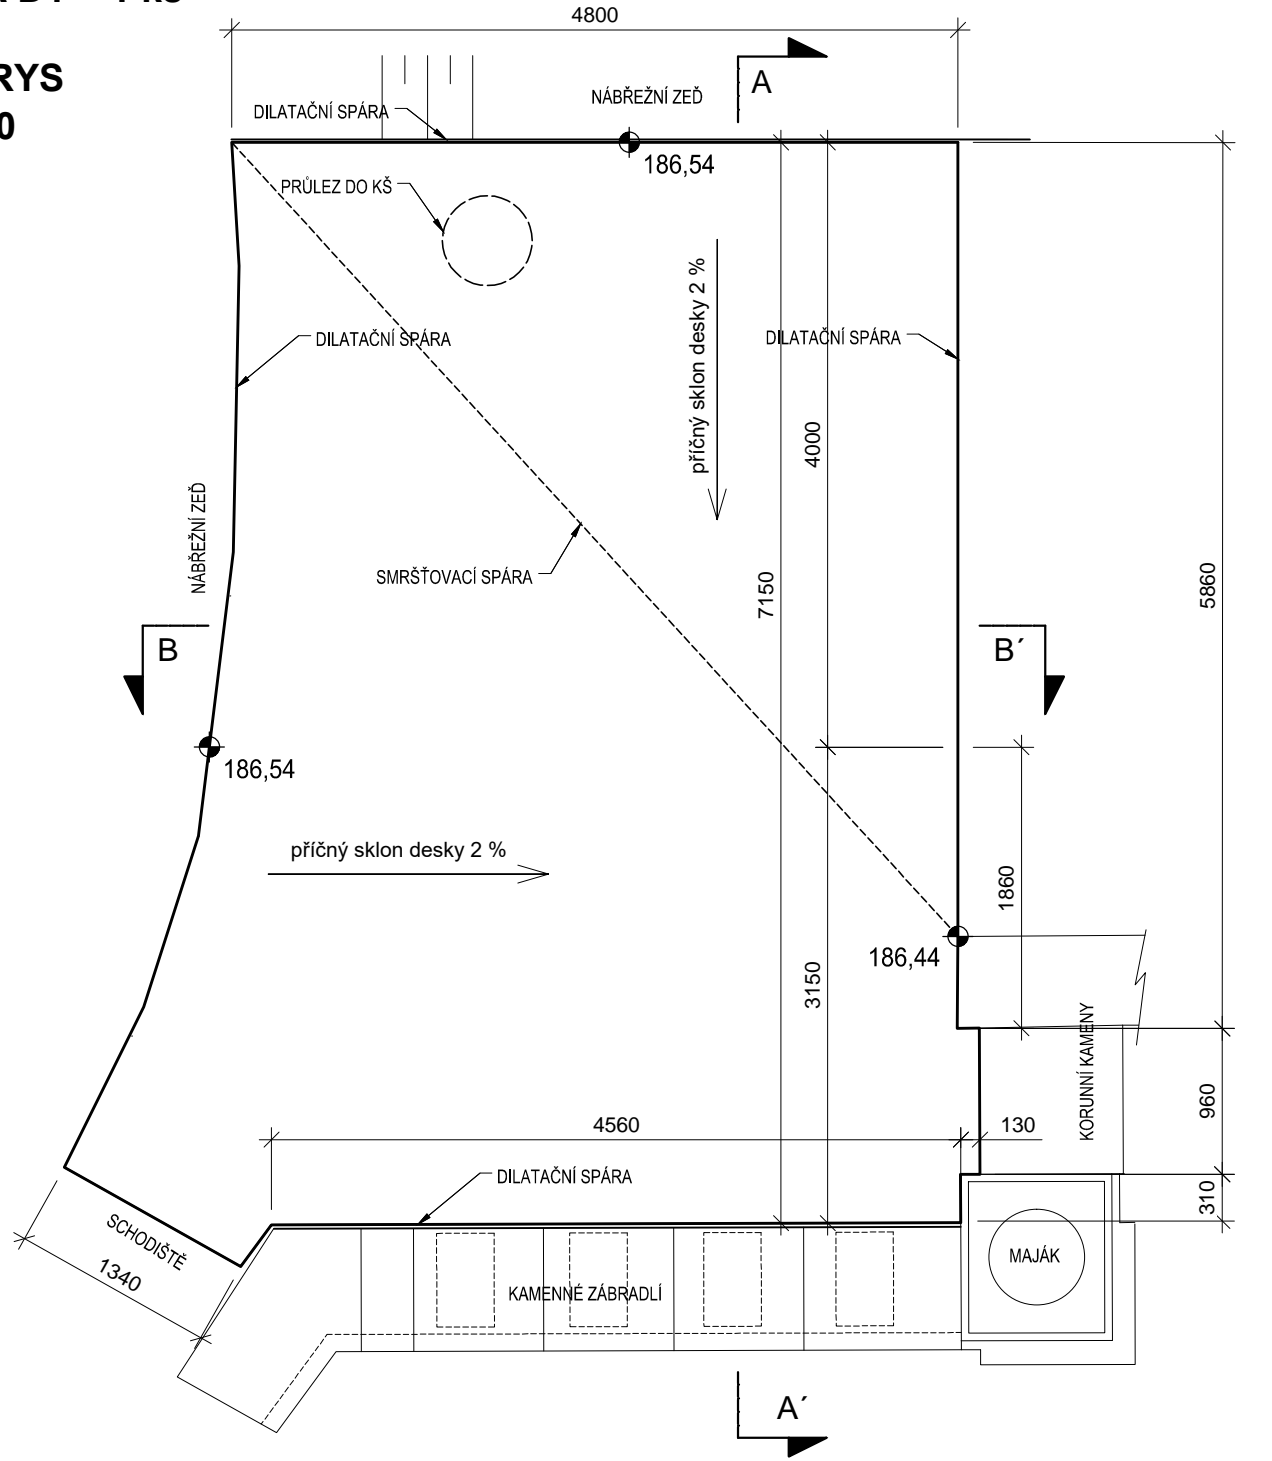 RYS
0
4800
A
NÁBŘEŽNÍ ZEĎ
DILATAČNÍ SPÁRA
186,54
PRŮLEZ DO KŠ
příčný sklon desky 2 %
DILATAČNÍ SPÁRA
DILATAČNÍ SPÁRA
4000
NÁBŘEŽNÍ ZEĎ
SMRŠŤOVACÍ SPÁRA
7150
5860
B
B´
186,54
příčný sklon desky 2 %
1860
186,44
3150
KORUNNÍ KAMENY
960
4560
130
DILATAČNÍ SPÁRA
310
SCHODIŠTĚ
1340
MAJÁK
KAMENNÉ ZÁBRADLÍ
A´